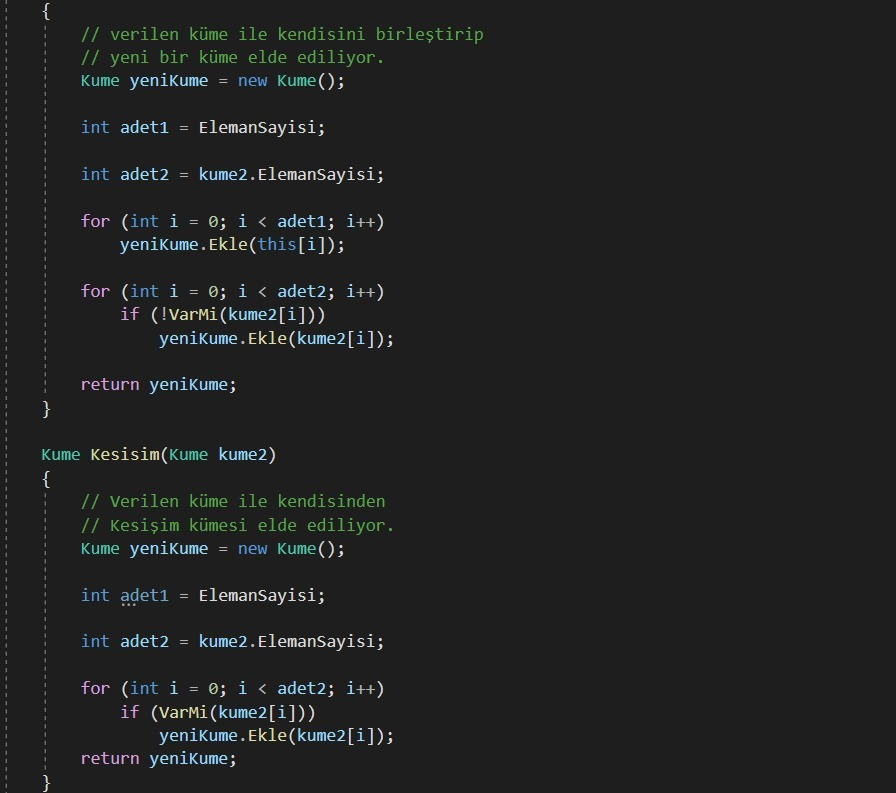 {
// verilen küme ile kendisini birleştirip
// yeni bir küme elde ediliyor.
Kume yeniKume = new Kume();
int adet1 = ElemanSayisi;
int adet2 = kume2.ElemanSayisi;
for (int i = 0; i < adet1; i++)
yeniKume.Ekle(this[i]);
for (int i = 0; i < adet2; i++)
if (!VarMi(kume2[i]))
yeniKume.Ekle(kume2[i]);
return yeniKume;
}
Kume Kesisim(Kume kume2)
{
// Verilen küme ile kendisinden
// Kesişim kümesi elde ediliyor.
Kume yeniKume = new Kume();
int adet1 = ElemanSayisi;
int adet2 = kume2.ElemanSayisi;
for (int i = 0; i < adet2; i++)
if (VarMi(kume2[i]))
yeniKume.Ekle(kume2[i]);
return yeniKume;
}